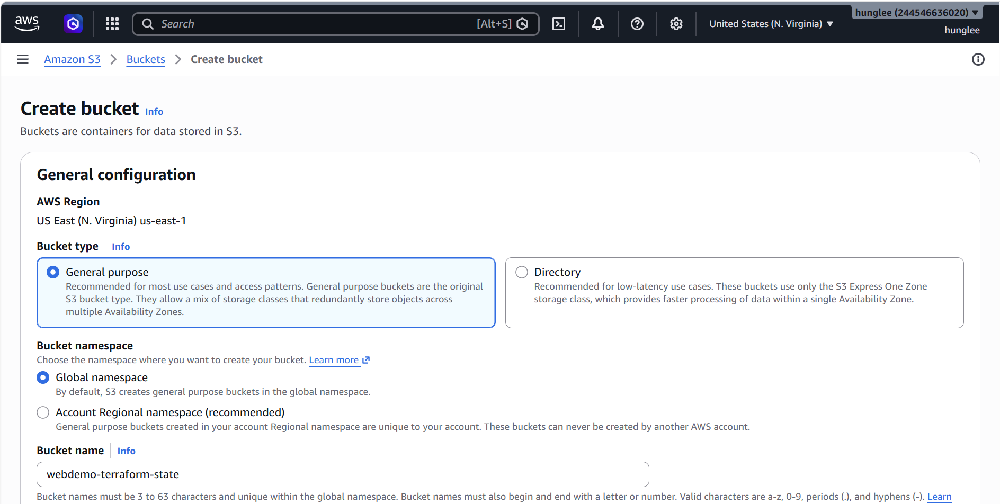 aws
Search [Alt+S]
United States (N. Virginia) ▼
hunglee (244546636020) ▼
hunglee
Amazon S3 > Buckets > Create bucket
Create bucket Info
Buckets are containers for data stored in S3.
General configuration
AWS Region
US East (N. Virginia) us-east-1
Bucket type Info
General purpose
Recommended for most use cases and access patterns. General purpose buckets are the original
S3 bucket type. They allow a mix of storage classes that redundantly store objects across
multiple Availability Zones.
Directory
Recommended for low-latency use cases. These buckets use only the S3 Express One Zone
storage class, which provides faster processing of data within a single Availability Zone.
Bucket namespace
Choose the namespace where you want to create your bucket. Learn more
Global namespace
By default, S3 creates general purpose buckets in the global namespace.
Account Regional namespace (recommended)
General purpose buckets created in your account Regional namespace are unique to your account. These buckets can never be created by another AWS account.
Bucket name Info
webdemo-terraform-state
Bucket names must be 3 to 63 characters and unique within the global namespace. Bucket names must also begin and end with a letter or number. Valid characters are a-z, 0-9, periods (.), and hyphens (-). Learn